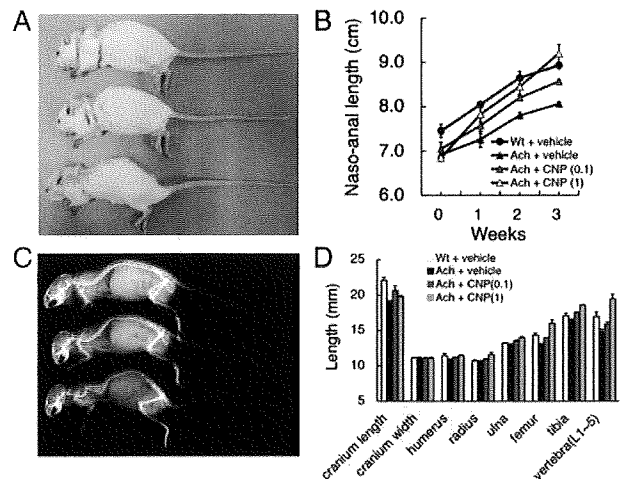 A
B
Naso-anal length (cm)
10.0
9.0
8.0
7.0
6.0
Wt + vehicle
Ach + vehicle
Ach + CNP (0.1)
Ach + CNP (1)
0 1 2 3
Weeks
C
D
Length (mm)
25
20
15
10
5
Wt + vehicle
Ach + vehicle
Ach + CNP(0.1)
Ach + CNP(1)
cranium length
cranium width
humerus
radius
ulna
femur
tibia
vertebra(L1~5)